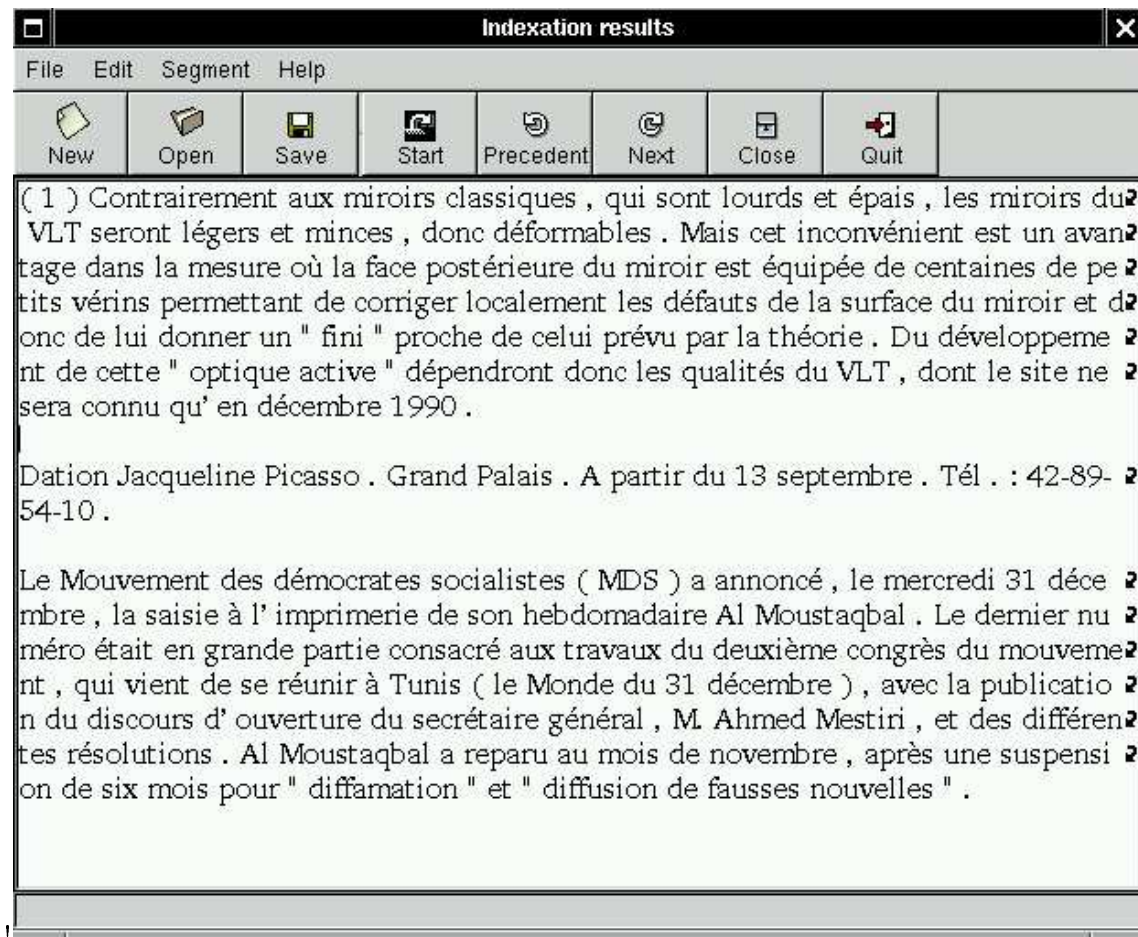 Indexation results
File Edit Segment Help
New Open Save Start Precedent Next Close Quit
( 1 ) Contrairement aux miroirs classiques , qui sont lourds et épais , les miroirs du
VLT seront légers et minces , donc déformables . Mais cet inconvénient est un avan
tage dans la mesure où la face postérieure du miroir est équipée de centaines de pe
tits vérins permettant de corriger localement les défauts de la surface du miroir et d
onc de lui donner un " fini " proche de celui prévu par la théorie . Du développeme
nt de cette " optique active " dépendront donc les qualités du VLT , dont le site ne
sera connu qu' en décembre 1990 .
Dation Jacqueline Picasso . Grand Palais . A partir du 13 septembre . Tél . : 42-89-
54-10 .
Le Mouvement des démocrates socialistes ( MDS ) a annoncé , le mercredi 31 déce
mbre , la saisie à l' imprimerie de son hebdomadaire Al Moustaqbal . Le dernier nu
méro était en grande partie consacré aux travaux du deuxième congrès du mouveme
nt , qui vient de se réunir à Tunis ( le Monde du 31 décembre ) , avec la publicatio
n du discours d' ouverture du secrétaire général , M. Ahmed Mestiri , et des différen
tes résolutions . Al Moustaqbal a reparu au mois de novembre , après une suspensi
on de six mois pour " diffamation " et " diffusion de fausses nouvelles " .